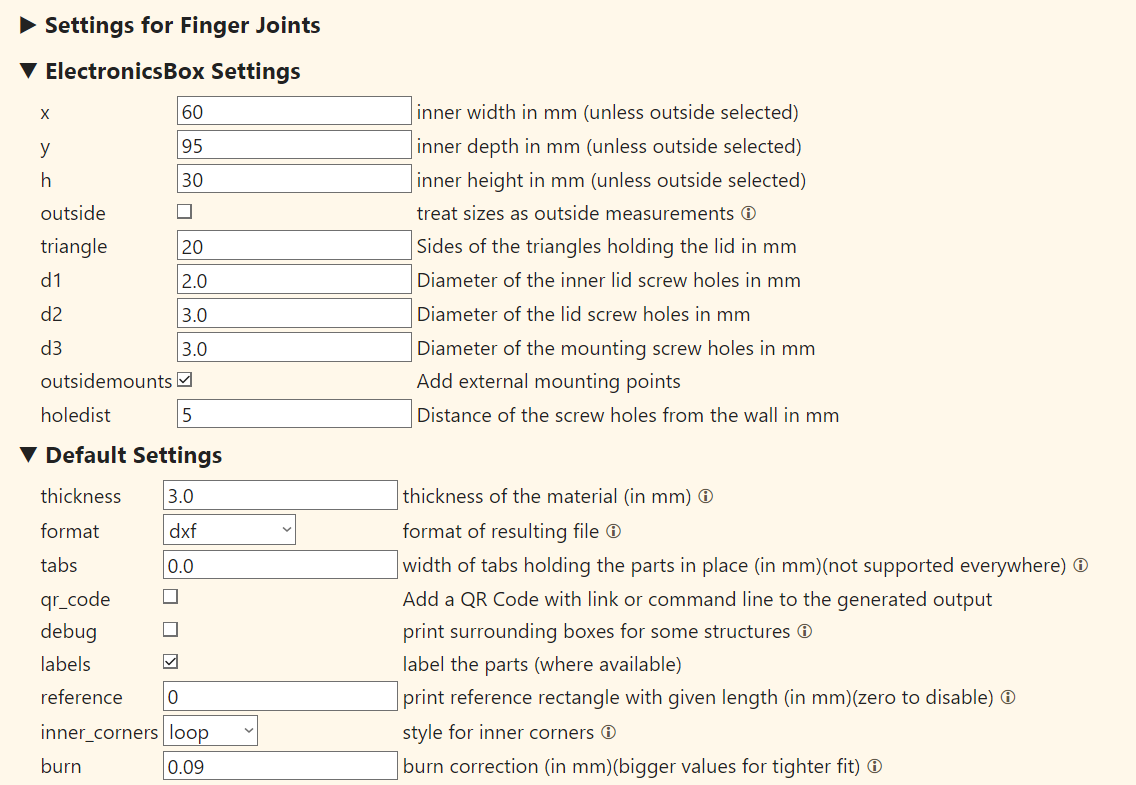 ▶ Settings for Finger Joints
▼ ElectronicsBox Settings
x 60 inner width in mm (unless outside selected)
y 95 inner depth in mm (unless outside selected)
h 30 inner height in mm (unless outside selected)
outside treat sizes as outside measurements ⓘ
triangle 20 Sides of the triangles holding the lid in mm
d1 2.0 Diameter of the inner lid screw holes in mm
d2 3.0 Diameter of the lid screw holes in mm
d3 3.0 Diameter of the mounting screw holes in mm
outsidemounts Add external mounting points
holedist 5 Distance of the screw holes from the wall in mm
▼ Default Settings
thickness 3.0 thickness of the material (in mm) ⓘ
format dxf format of resulting file ⓘ
tabs 0.0 width of tabs holding the parts in place (in mm)(not supported everywhere) ⓘ
qr_code Add a QR Code with link or command line to the generated output
debug print surrounding boxes for some structures ⓘ
labels label the parts (where available)
reference 0 print reference rectangle with given length (in mm)(zero to disable) ⓘ
inner_corners loop style for inner corners ⓘ
burn 0.09 burn correction (in mm)(bigger values for tighter fit) ⓘ